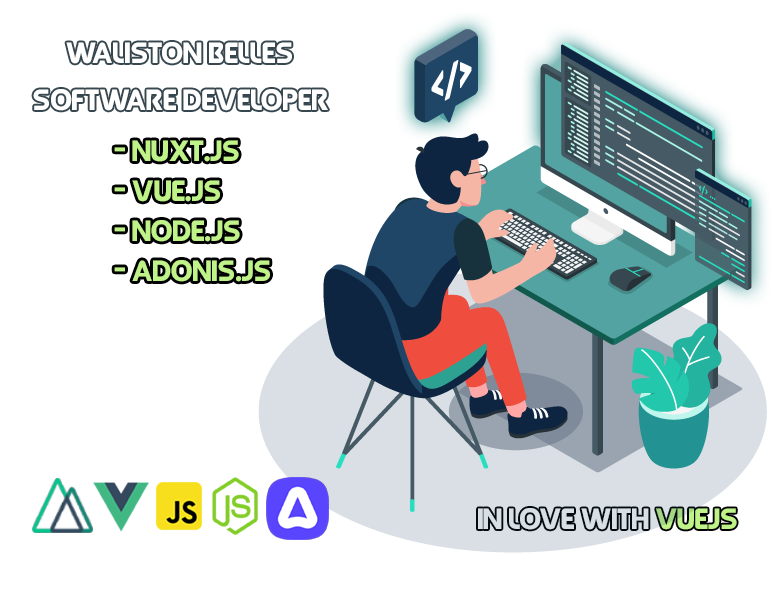 WALISTON BELLES
SOFTWARE DEVELOPER
- NUXT.JS
- VUE.JS
- NODE.JS
- ADONIS.JS
</>
JS
JS
IN LOVE WITH VUEJS